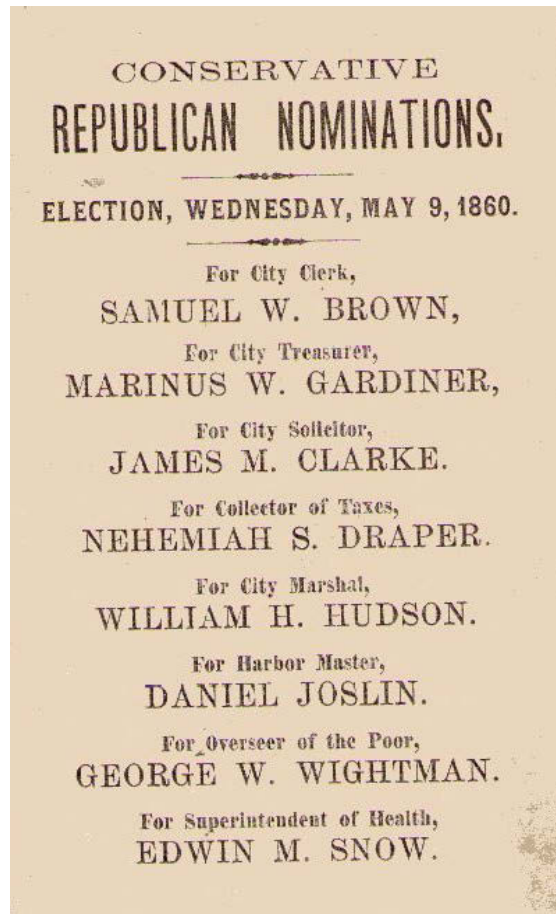 CONSERVATIVE
REPUBLICAN NOMINATIONS.
ELECTION, WEDNESDAY, MAY 9, 1860.
For City Clerk,
SAMUEL W. BROWN,
For City Treasurer,
MARINUS W. GARDINER,
For City Solicitor,
JAMES M. CLARKE.
For Collector of Taxes,
NEHEMIAH S. DRAPER.
For City Marshal,
WILLIAM H. HUDSON.
For Harbor Master,
DANIEL JOSLIN.
For Overseer of the Poor,
GEORGE W. WIGHTMAN.
For Superintendent of Health,
EDWIN M. SNOW.